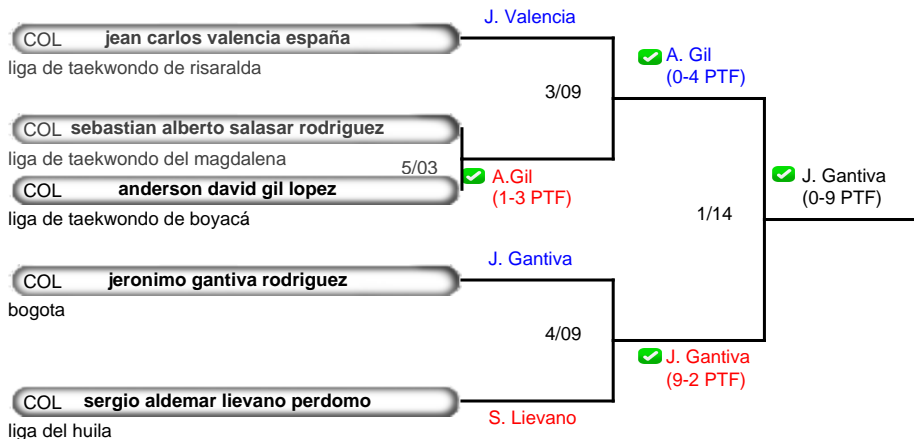 J. Valencia
COL jean carlos valencia españa
liga de taekwondo de risaralda
A. Gil
(0-4 PTF)
3/09
COL sebastian alberto salasar rodriguez
liga de taekwondo del magdalena
5/03
A.Gil
(1-3 PTF)
COL anderson david gil lopez
liga de taekwondo de boyacá
J. Gantiva
(0-9 PTF)
1/14
J. Gantiva
COL jeronimo gantiva rodriguez
bogota
4/09
J. Gantiva
(9-2 PTF)
COL sergio aldemar lievano perdomo
S. Lievano
liga del huila